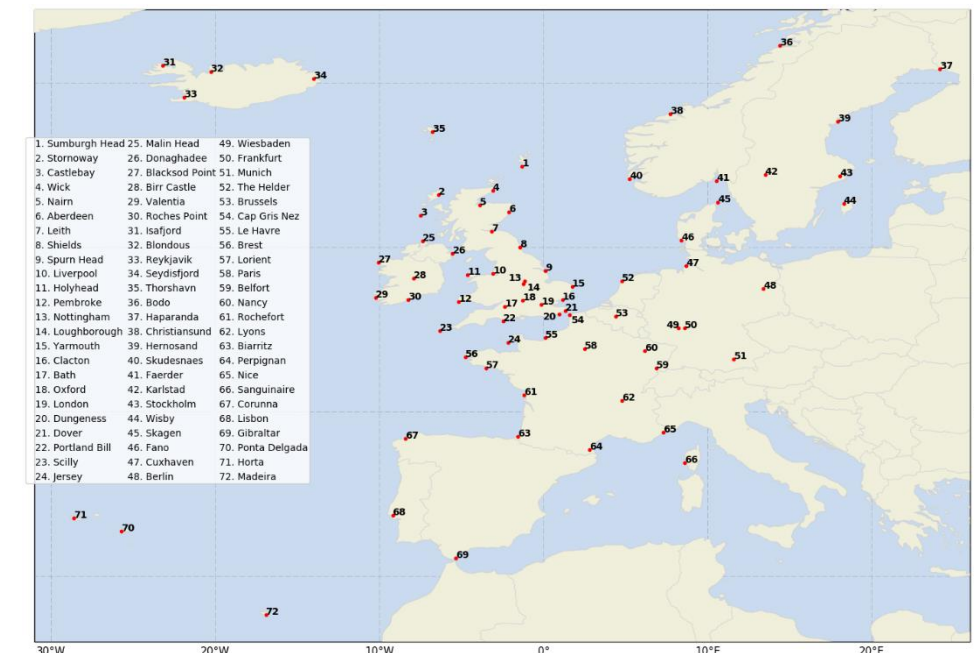 36
31
32
37
34
33
38
39
35
1. Sumburgh Head 25. Malin Head 49. Wiesbaden
2. Stornoway 26. Donaghadee 50. Frankfurt
3. Castlebay 27. Blacksod Point 51. Munich
4. Wick 28. Birr Castle 52. The Helder
5. Nairn 29. Valentia 53. Brussels
6. Aberdeen 30. Roches Point 54. Cap Gris Nez
7. Leith 31. Isafjord 55. Le Havre
8. Shields 32. Blondous 56. Brest
9. Spurn Head 33. Reykjavik 57. Lorient
10. Liverpool 34. Seydisfjord 58. Paris
11. Holyhead 35. Thorshavn 59. Belfort
12. Pembroke 36. Bodo 60. Nancy
13. Nottingham 37. Haparanda 61. Rochefort
14. Loughborough 38. Christiansund 62. Lyons
15. Yarmouth 39. Hernosand 63. Biarritz
16. Clacton 40. Skudesnaes 64. Perpignan
17. Bath 41. Faerder 65. Nice
18. Oxford 42. Karlstad 66. Sanguinaire
19. London 43. Stockholm 67. Corunna
20. Dungeness 44. Wisby 68. Lisbon
21. Dover 45. Skagen 69. Gibraltar
22. Portland Bill 46. Fano 70. Ponta Delgada
23. Scilly 47. Cuxhaven 71. Horta
24. Jersey 48. Berlin 72. Madeira
1
42
43
40
41
4
2
5
45
44
6
3
7
25
46
8
26
27
47
9
11
10
28
13
52
14
15
48
29
30
12
18
16
17
19
21
20
54
53
22
23
49
50
24
55
58
60
56
51
57
59
61
62
65
67
63
64
66
71
68
70
69
72
30°W
20°W
10°W
0°
10°E
20°E